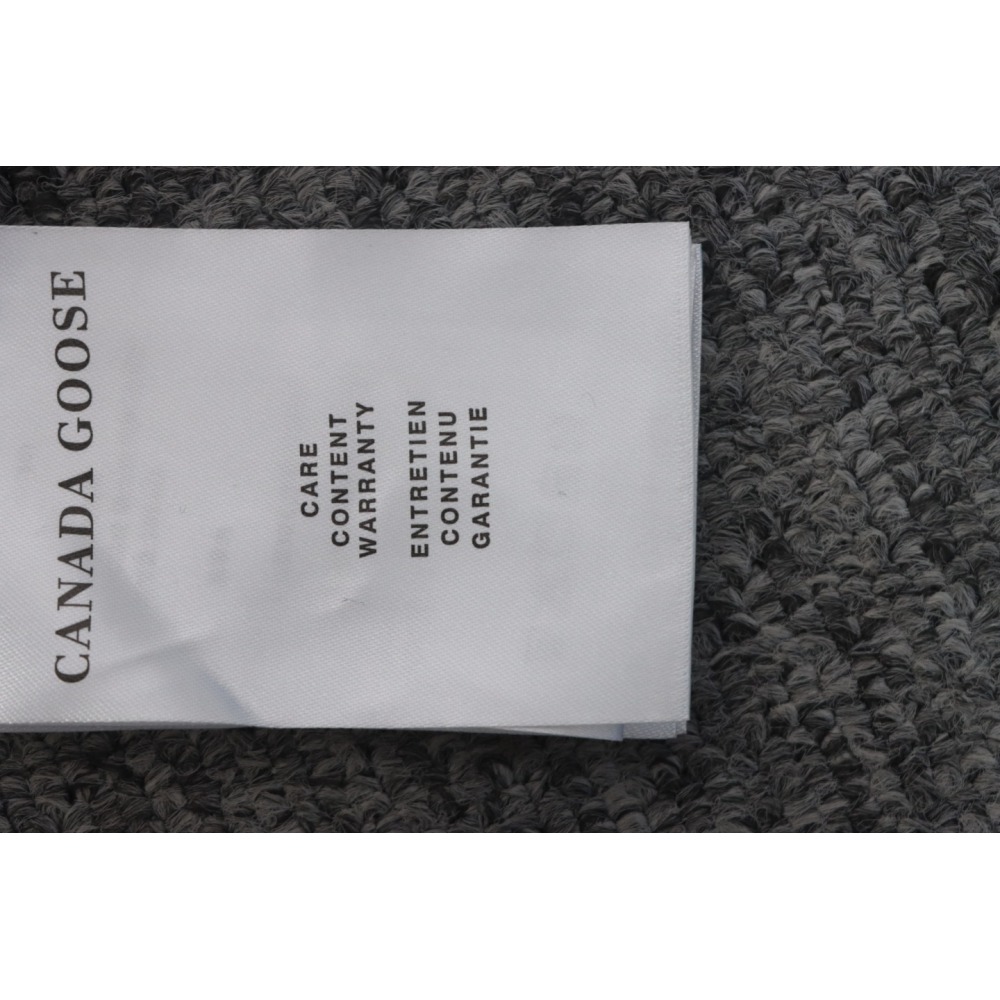 CANADA GOOSE
CARE
CONTENT
WARRANTY
ENTRETIEN
CONTENU
GARANTIE